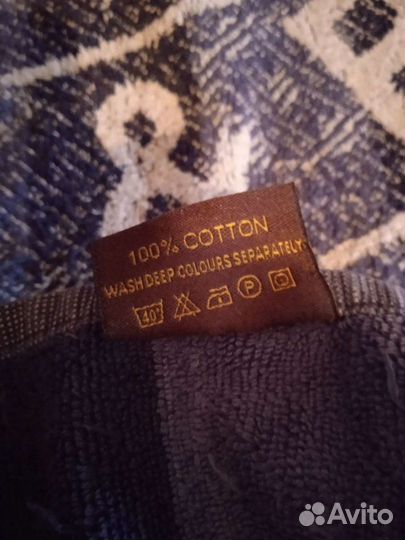 100% COTTON
WASH DEEP COLOURS SEPARATELY
40° P
Avito